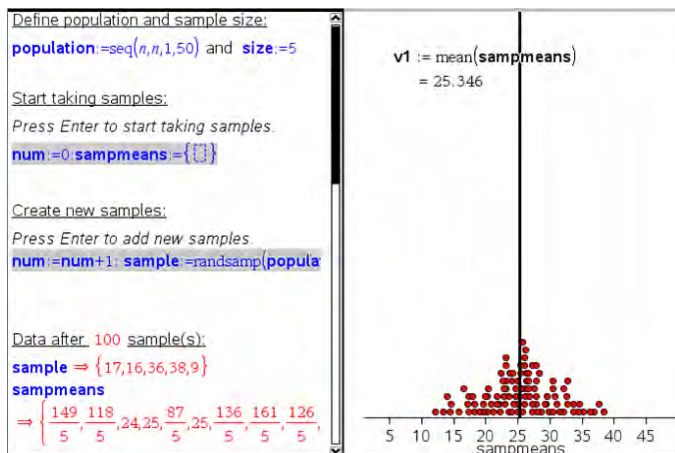 Define population and sample size:
population:=seq(n,n,1,50) and size:=5
Start taking samples:
Press Enter to start taking samples.
num:=0:sampmeans:={}
Create new samples:
Press Enter to add new samples.
num:=num+1: sample:=randsamp(popula
Data after 100 sample(s):
sample ⇒ {17,16,36,38,9}
sampmeans
⇒ {149/5,118/5,24,25,87/5,25,136/5,161/5,126/5,
v1 := mean(sampmeans)
= 25.346
5 10 15 20 25 30 35 40 45
sampmeans